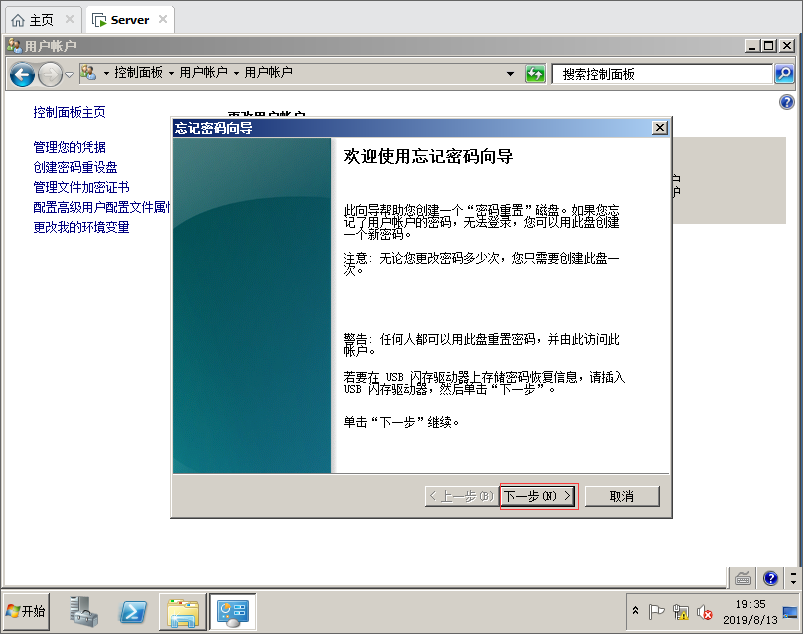 主页
Server
用户帐户
控制面板 用户帐户 用户帐户
搜索控制面板
控制面板主页
管理您的凭据
创建密码重设盘
管理文件加密证书
配置高级用户配置文件属性
更改我的环境变量
更改用户帐户
忘记密码向导
欢迎使用忘记密码向导
此向导帮助您创建一个“密码重置”磁盘。如果您忘
记了用户帐户的密码，无法登录，您可以用此盘创建
一个新密码。
注意: 无论您更改密码多少次，您只需要创建此盘一
次。
警告: 任何人都可以用此盘重置密码，并由此访问此
帐户。
若要在 USB 闪存驱动器上存储密码恢复信息，请插入
USB 闪存驱动器，然后单击“下一步”。
单击“下一步”继续。
< 上一步(B)
下一步(N) >
取消
开始
19:35
2019/8/13